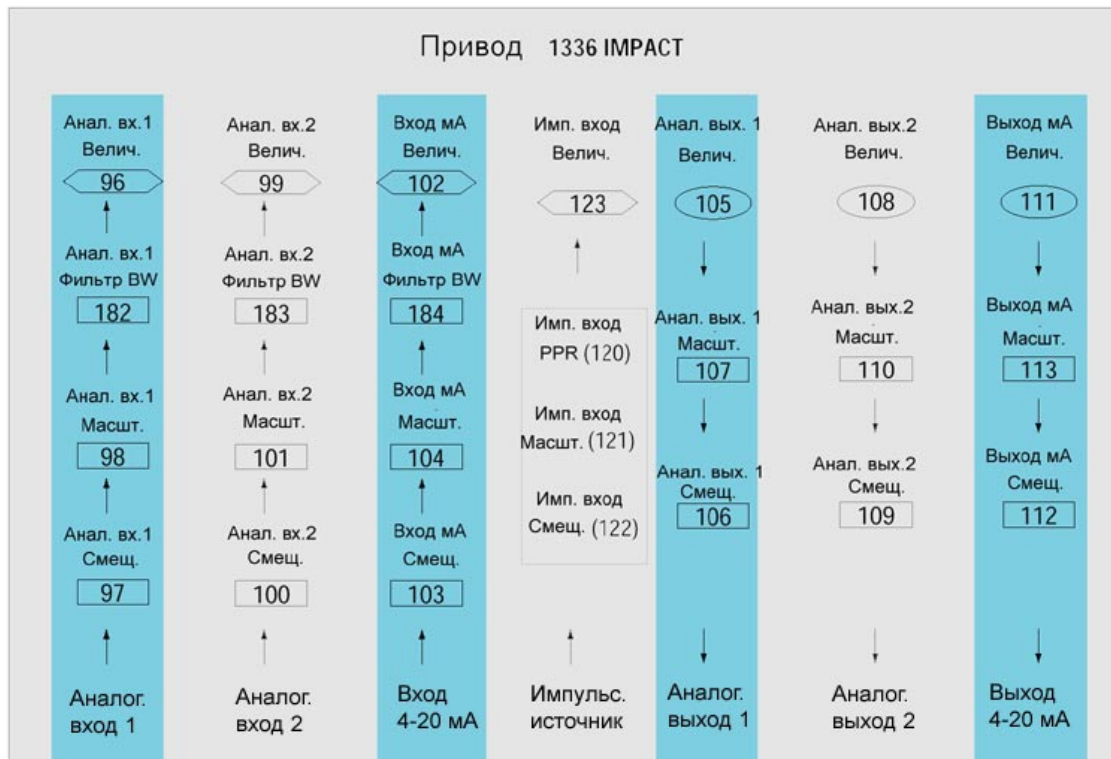 Привод 1336 IMPACT
Анал. вх.1
Велич.
96
Анал. вх.1
Фильтр BW
182
Анал. вх.1
Масшт.
98
Анал. вх.1
Смещ.
97
Аналог.
вход 1
Анал. вх.2
Велич.
99
Анал. вх.2
Фильтр BW
183
Анал. вх.2
Масшт.
101
Анал. вх.2
Смещ.
100
Аналог.
вход 2
Вход мА
Велич.
102
Вход мА
Фильтр BW
184
Вход мА
Масшт.
104
Вход мА
Смещ.
103
Вход
4-20 мА
Имп. вход
Велич.
123
Имп. вход
PPR (120)
Имп. вход
Масшт. (121)
Имп. вход
Смещ. (122)
Импульс.
источник
Анал. вых. 1
Велич.
105
Анал. вых. 1
Масшт.
107
Анал. вых. 1
Смещ.
106
Аналог.
выход 1
Анал. вых.2
Велич.
108
Анал. вых.2
Масшт.
110
Анал. вых.2
Смещ.
109
Аналог.
выход 2
Выход мА
Велич.
111
Выход мА
Масшт.
113
Выход мА
Смещ.
112
Выход
4-20 мА